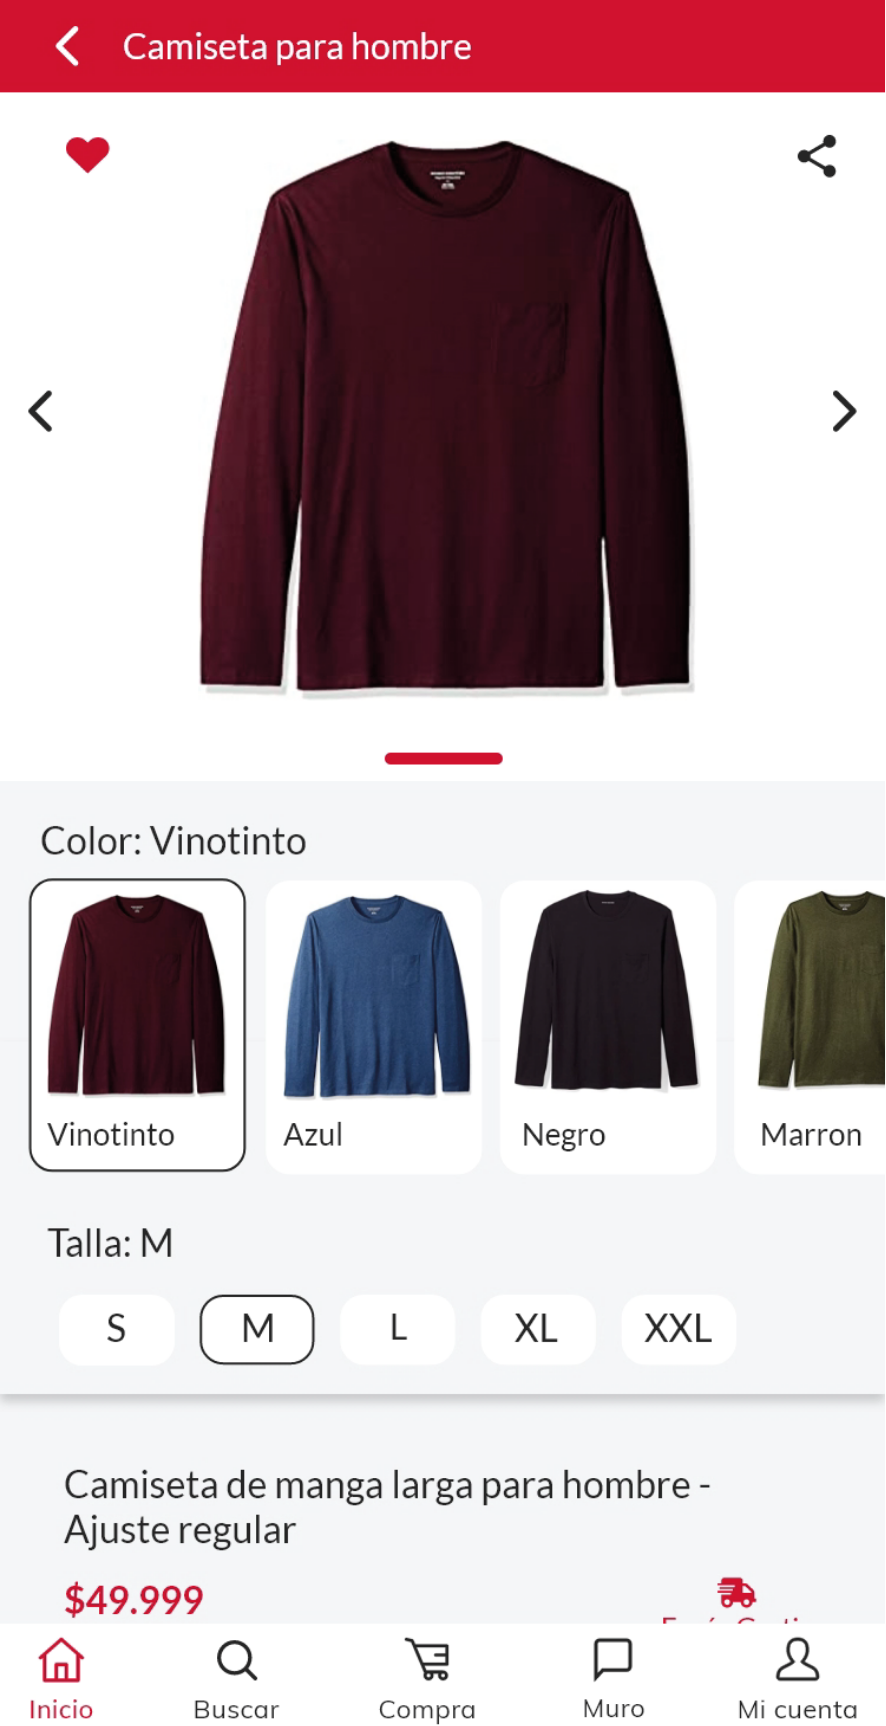 Camiseta para hombre
Color: Vinotinto
Vinotinto
Azul
Negro
Marron
Talla: M
S
M
L
XL
XXL
Camiseta de manga larga para hombre -
Ajuste regular
$49.999
Inicio
Buscar
Compra
Muro
Mi cuenta